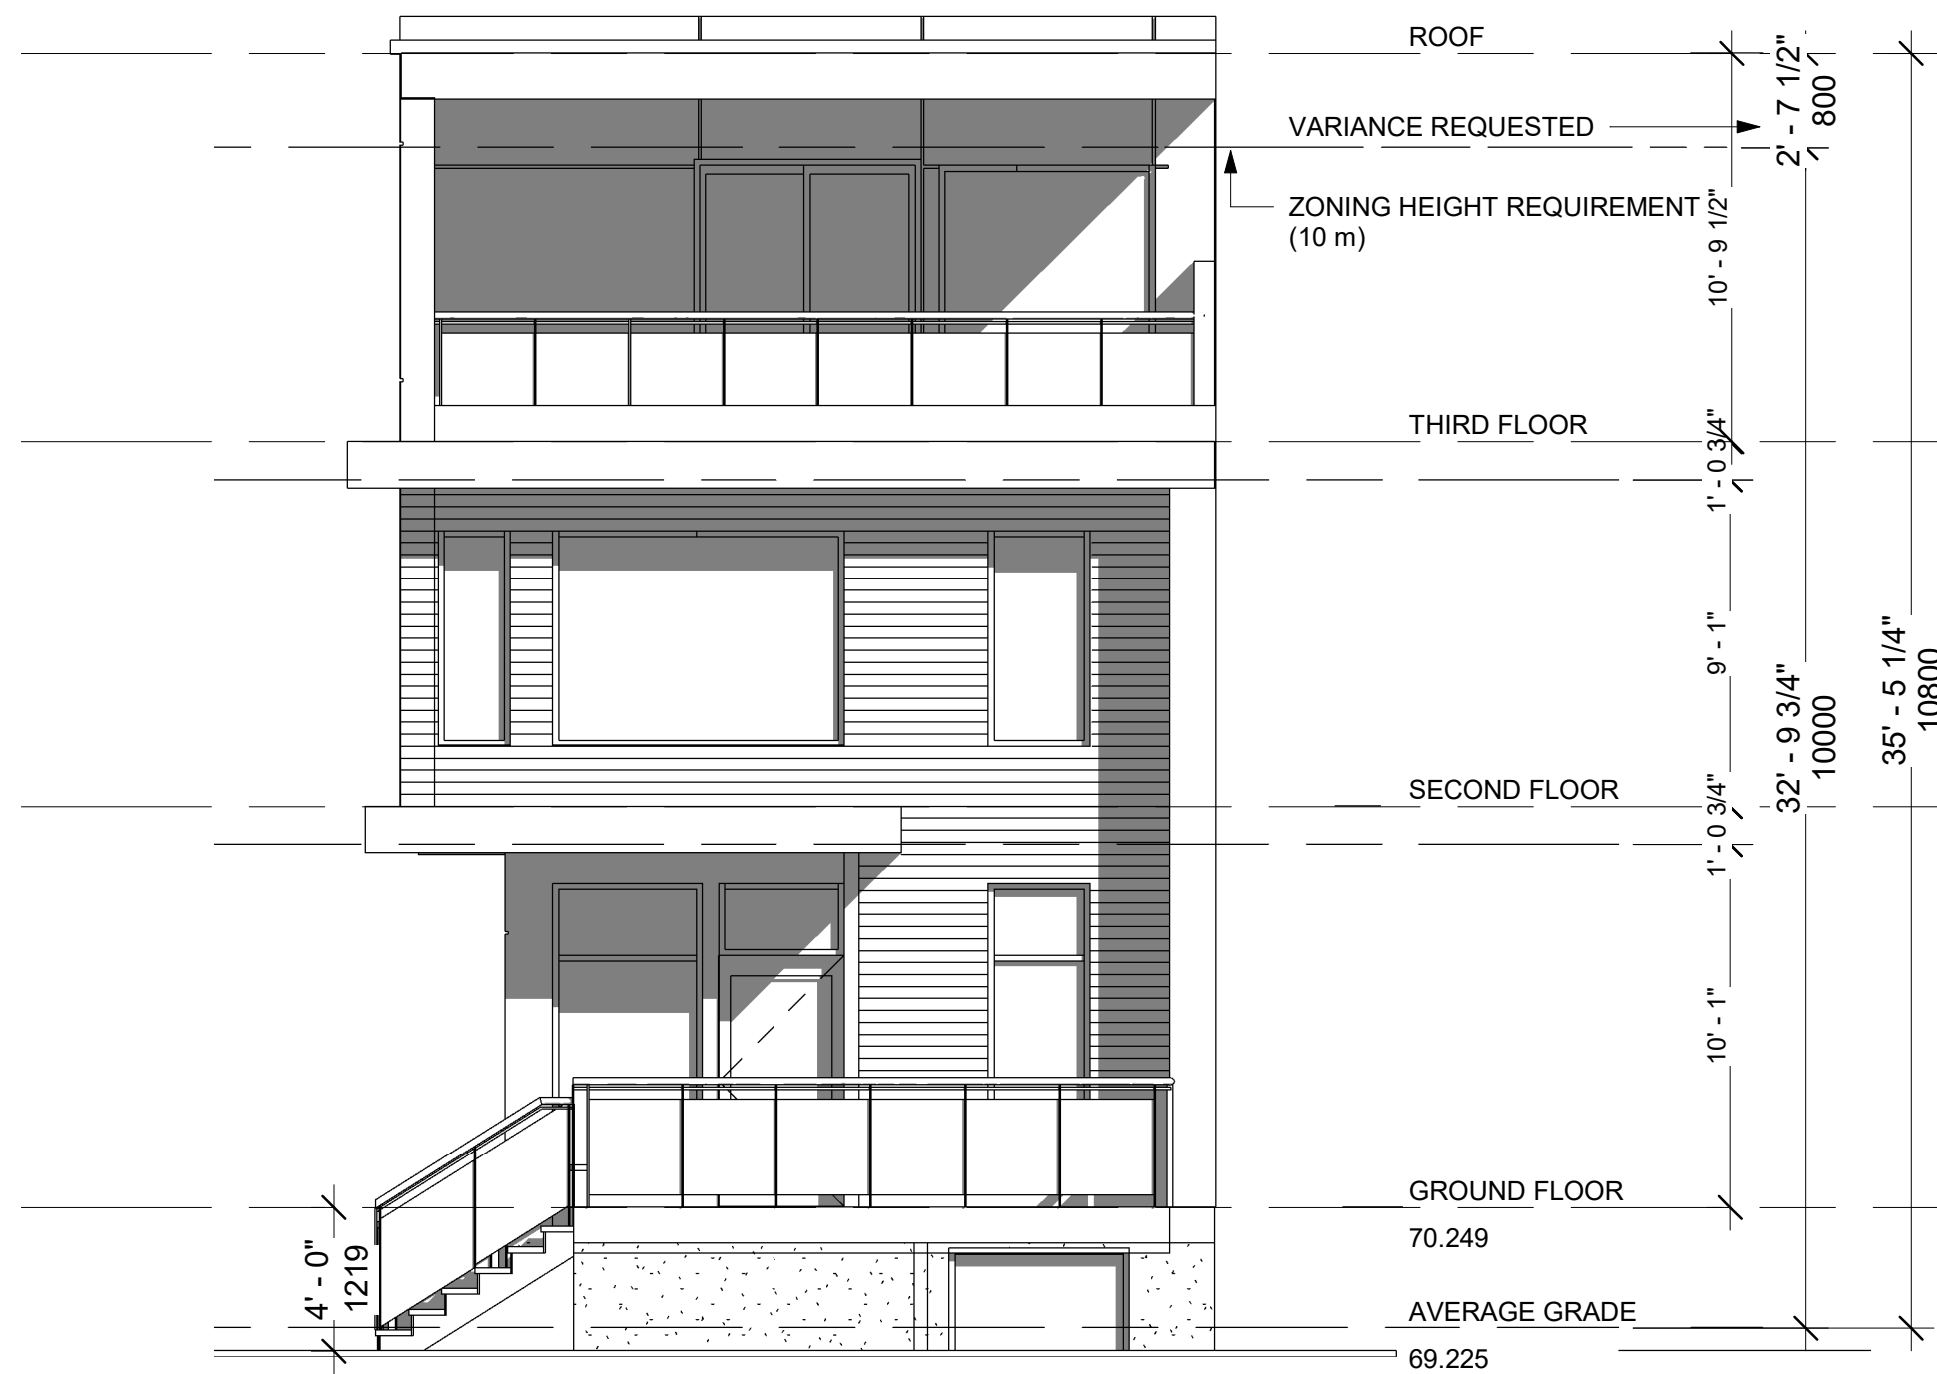 ROOF
2' - 7 1/2"
800
VARIANCE REQUESTED
ZONING HEIGHT REQUIREMENT
(10 m)
10' - 9 1/2"
THIRD FLOOR
1' - 0 3/4"
9' - 1"
32' - 9 3/4"
10000
35' - 5 1/4"
10800
SECOND FLOOR
1' - 0 3/4"
10' - 1"
GROUND FLOOR
70.249
4' - 0"
1219
AVERAGE GRADE
69.225